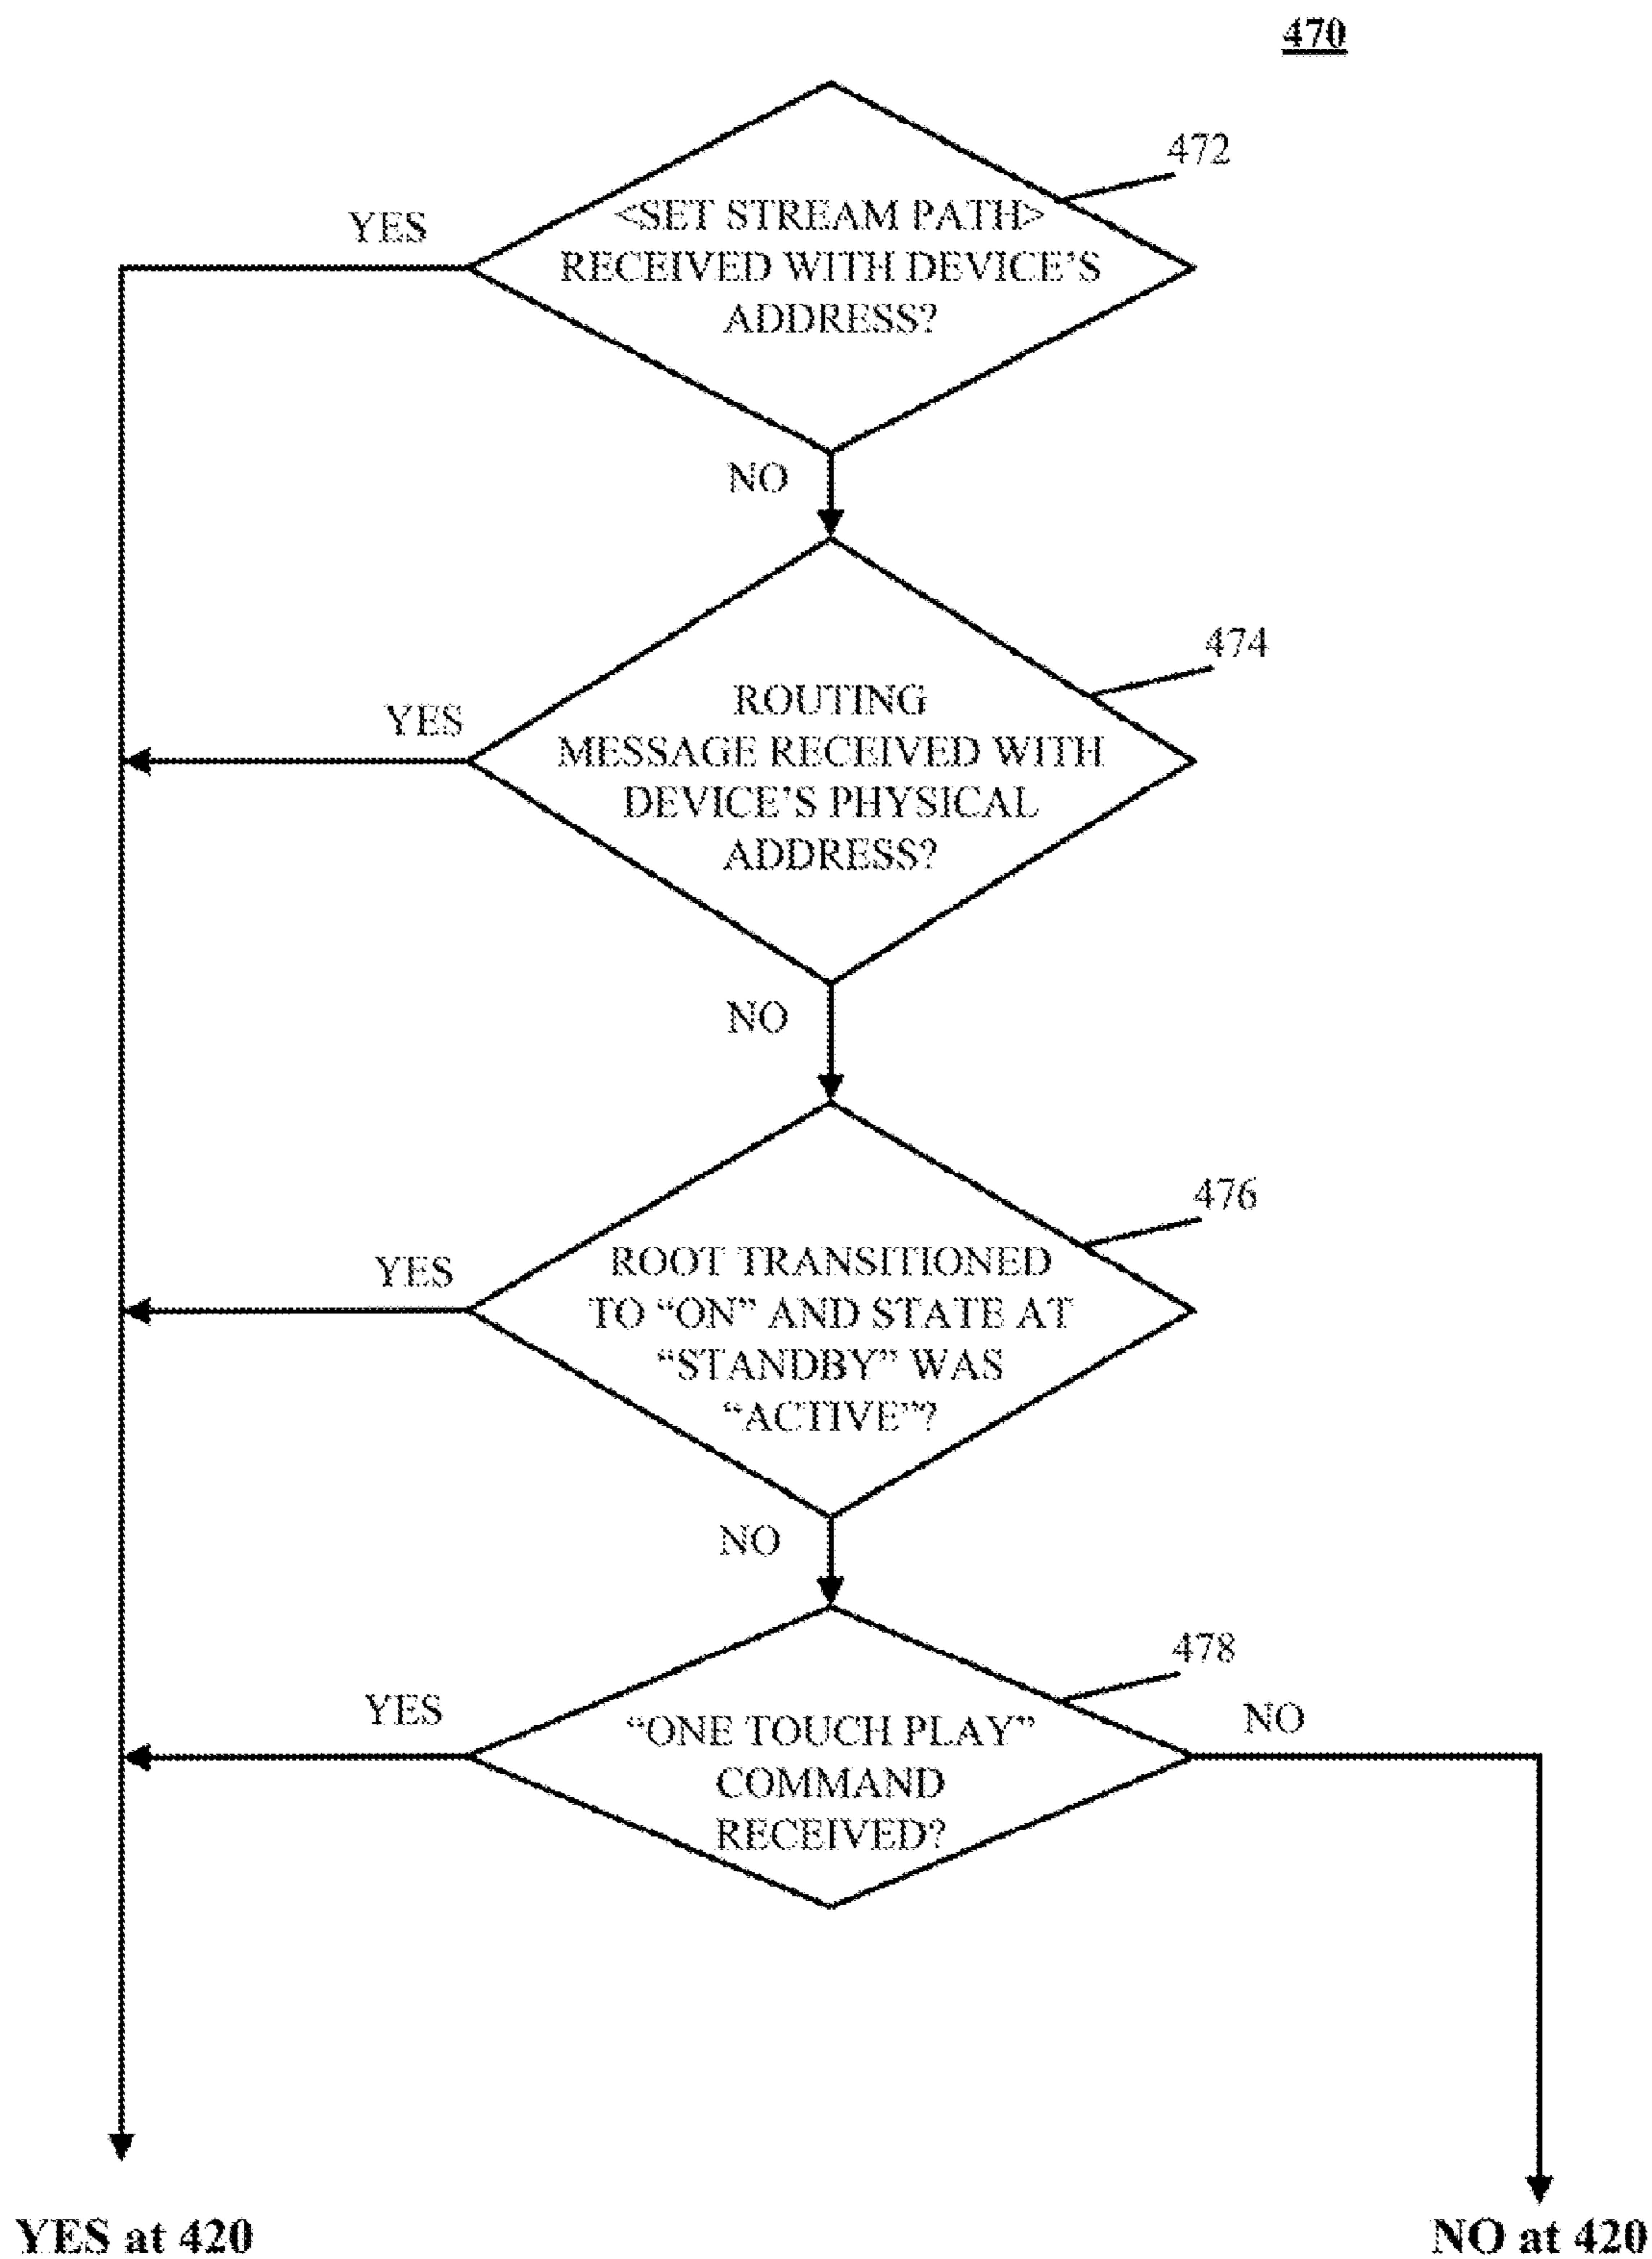 470
472
<SET STREAM PATH>
RECEIVED WITH DEVICE'S
ADDRESS?
YES
NO
474
ROUTING
MESSAGE RECEIVED WITH
DEVICE'S PHYSICAL
ADDRESS?
YES
NO
476
ROOT TRANSITIONED
TO “ON” AND STATE AT
“STANDBY” WAS
“ACTIVE”?
YES
NO
478
“ONE TOUCH PLAY”
COMMAND
RECEIVED?
YES
NO
YES at 420
NO at 420